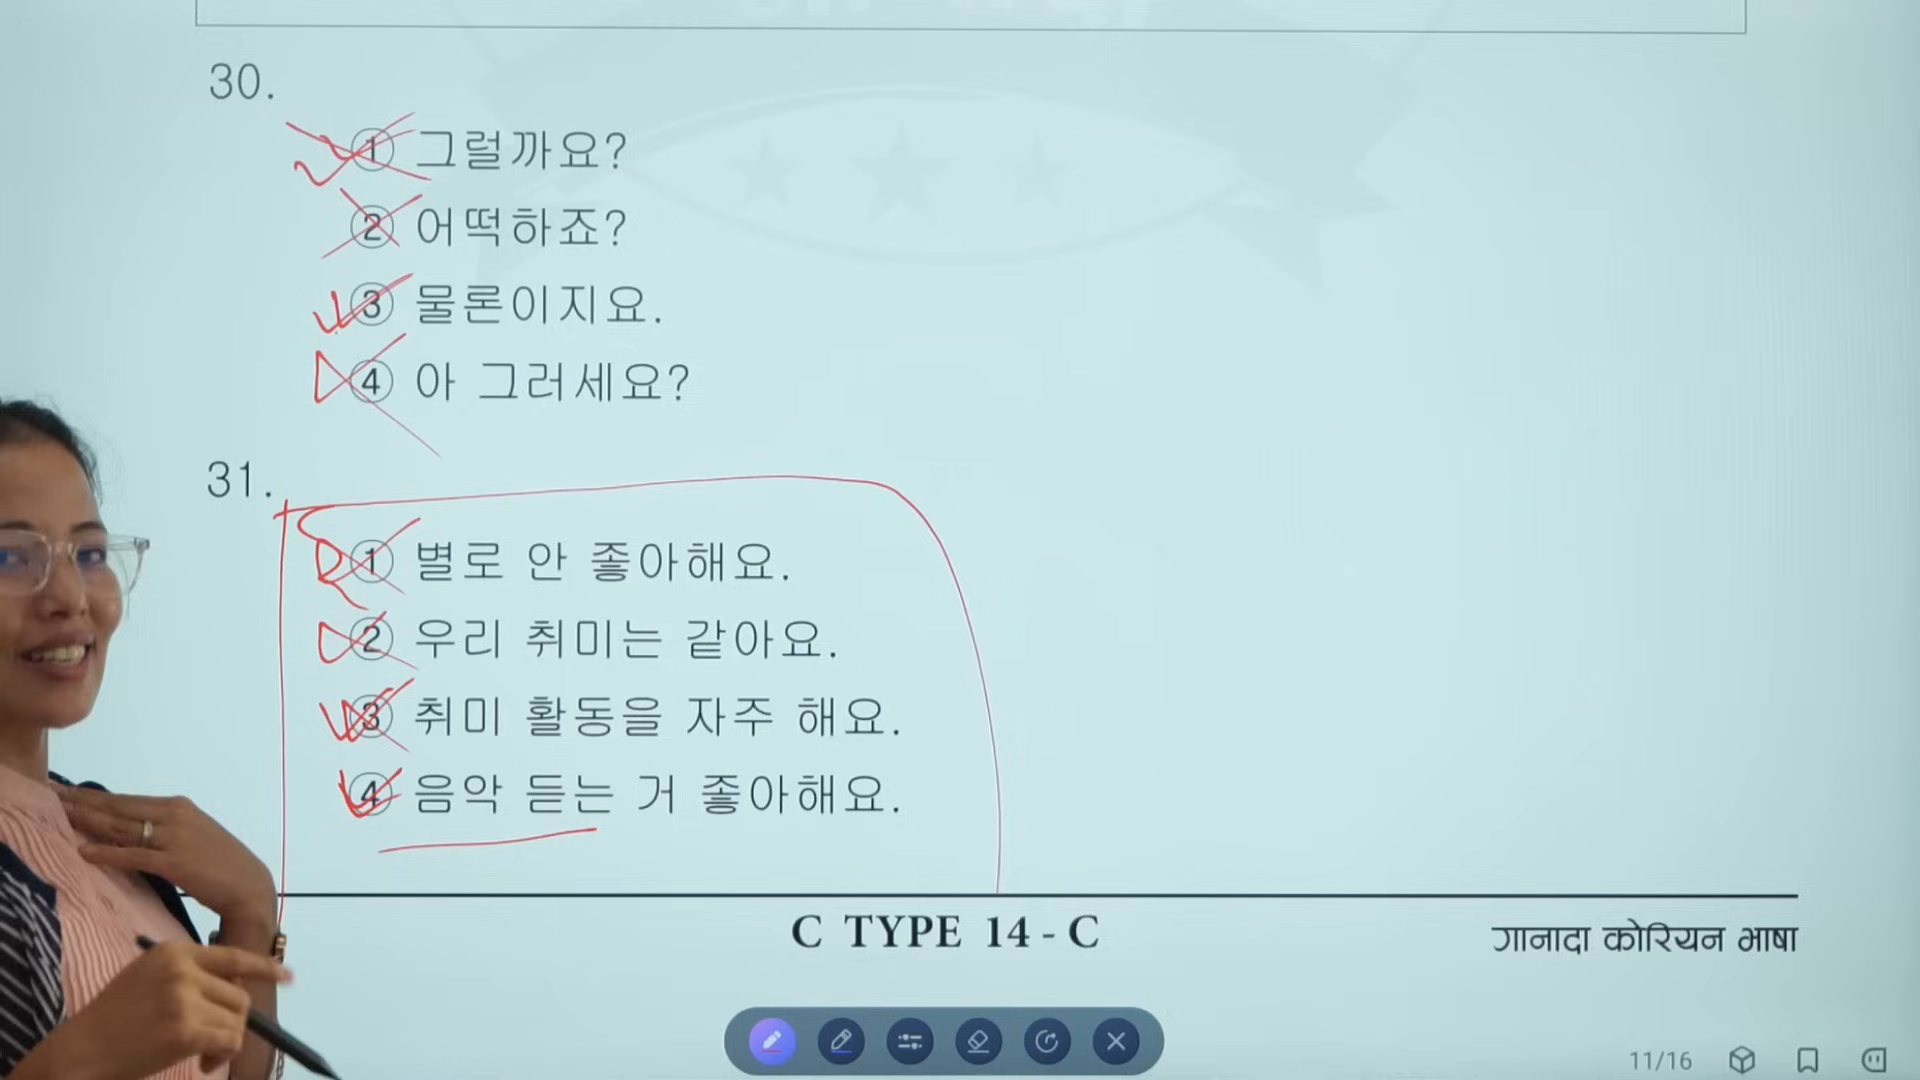 30.
① 그럴까요?
② 어떡하죠?
③ 물론이지요.
④ 아 그러세요?
31.
① 별로 안 좋아해요.
② 우리 취미는 같아요.
③ 취미 활동을 자주 해요.
④ 음악 듣는 거 좋아해요.
C TYPE 14 - C
गानादा कोरियन भाषा
11/16